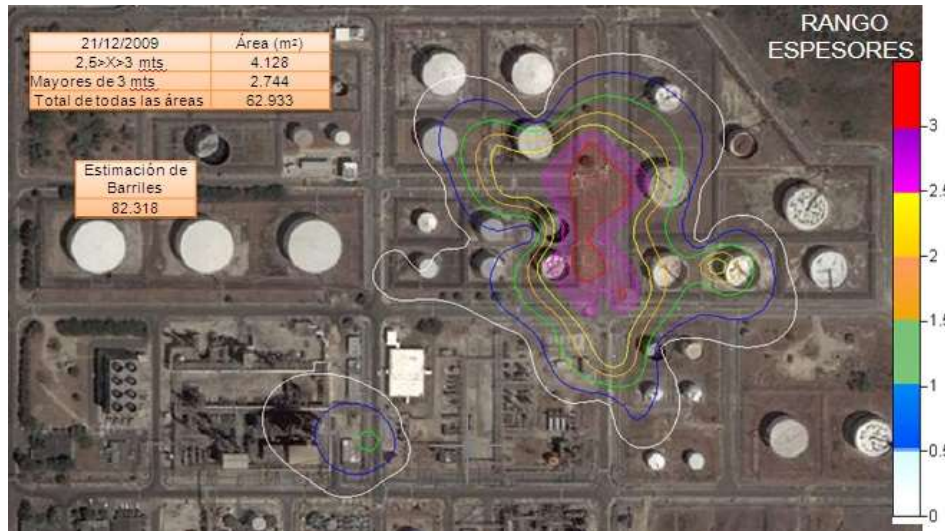 21/12/2009 Área (m²)
2,5>X>3 mts 4.128
Mayores de 3 mts 2.744
Total de todas las áreas 62.933
Estimación de
Barriles
82.318
RANGO
ESPESORES
3
2.5
2
1.5
1
0.5
0